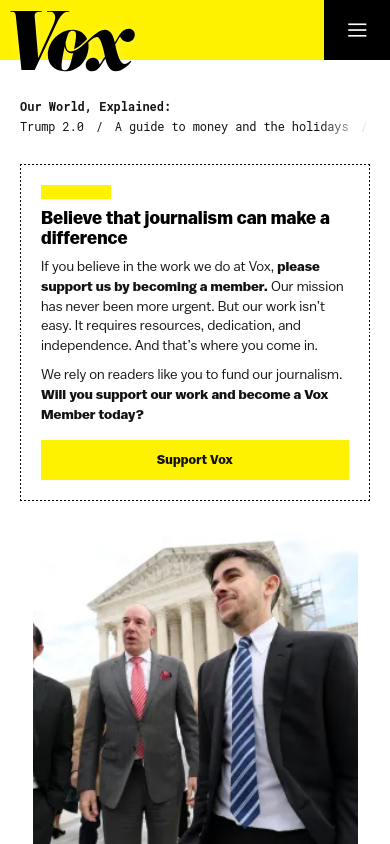 Vox
Our World, Explained:
Trump 2.0 / A guide to money and the holidays /
Believe that journalism can make a
difference
If you believe in the work we do at Vox, please
support us by becoming a member. Our mission
has never been more urgent. But our work isn’t
easy. It requires resources, dedication, and
independence. And that’s where you come in.
We rely on readers like you to fund our journalism.
Will you support our work and become a Vox
Member today?
Support Vox